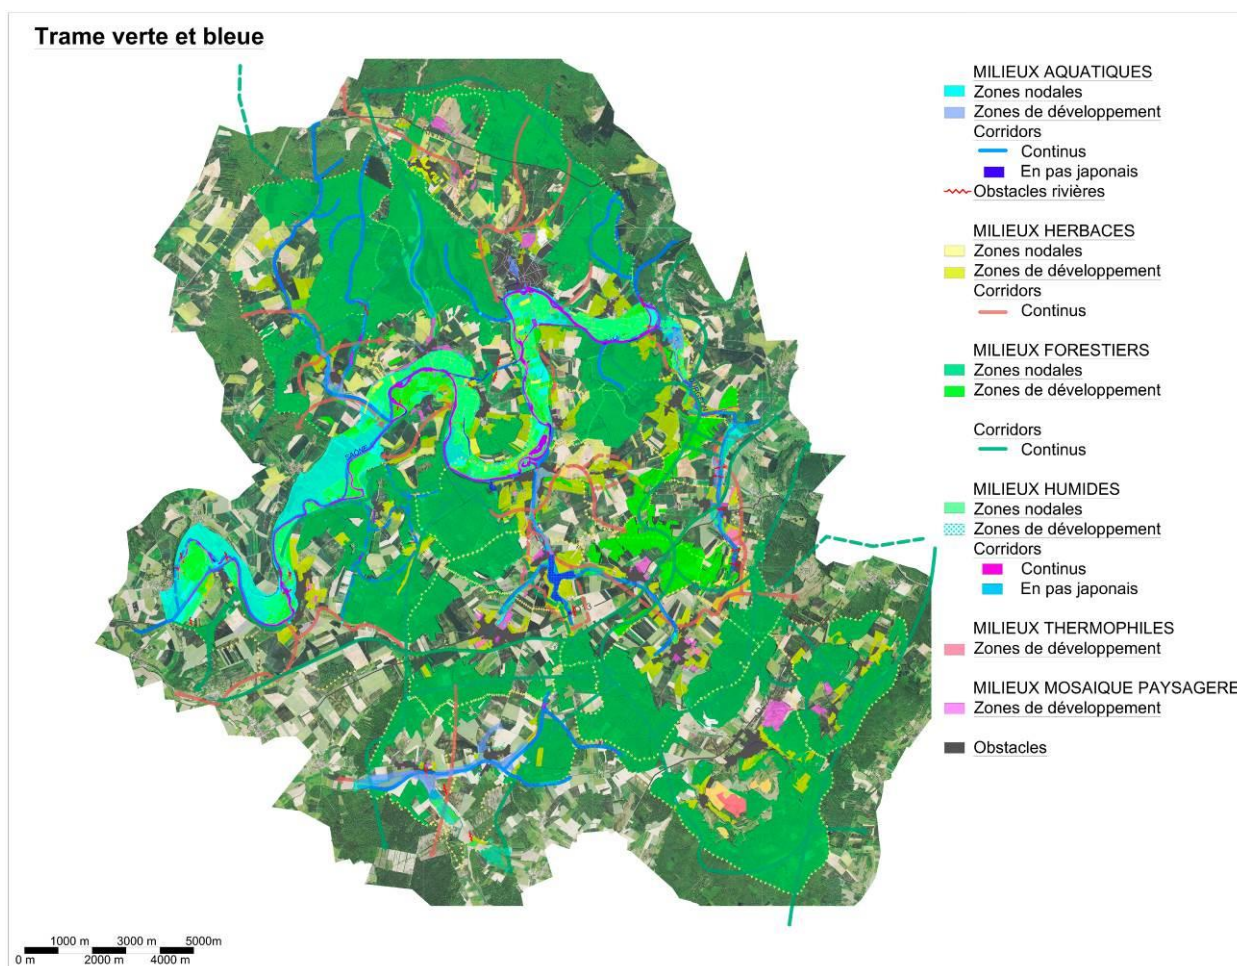 Trame verte et bleue
MILIEUX AQUATIQUES
Zones nodales
Zones de développement
Corridors
Continus
En pas japonais
Obstacles rivières
MILIEUX HERBACES
Zones nodales
Zones de développement
Corridors
Continus
MILIEUX FORESTIERS
Zones nodales
Zones de développement
Corridors
Continus
MILIEUX HUMIDES
Zones nodales
Zones de développement
Corridors
Continus
En pas japonais
MILIEUX THERMOPHILES
Zones de développement
MILIEUX MOSAIQUE PAYSAGERE
Zones de développement
Obstacles
1000 m 3000 m 5000m
0 m 2000 m 4000 m